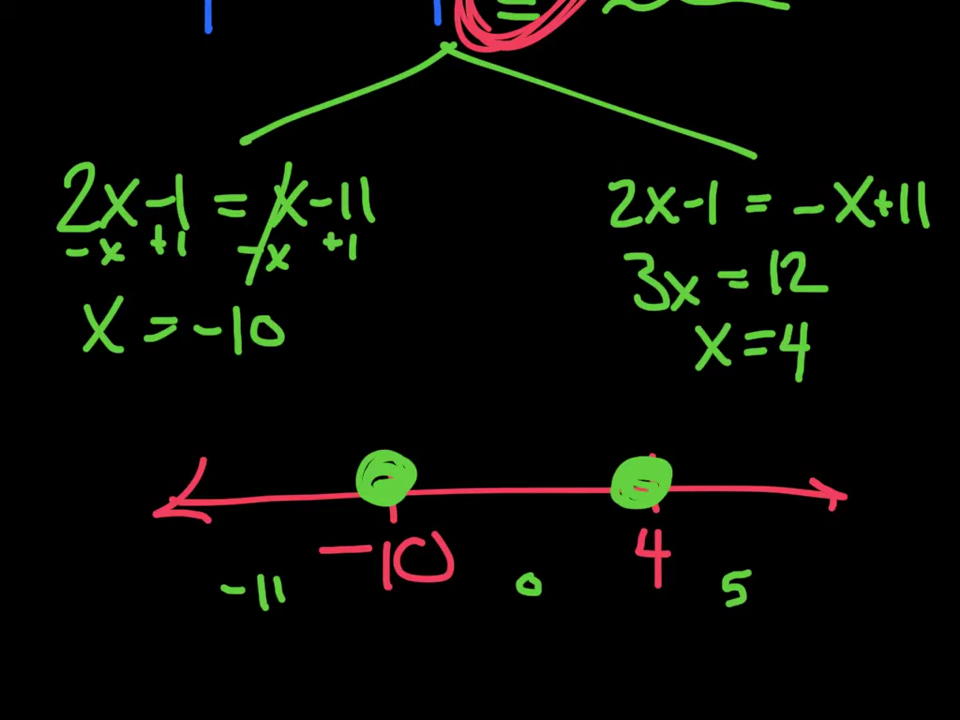 2x-1 = x-11
-x +1 -x +1
x = -10
2x-1 = -x+11
3x = 12
x = 4
-10 4
-11 0 5